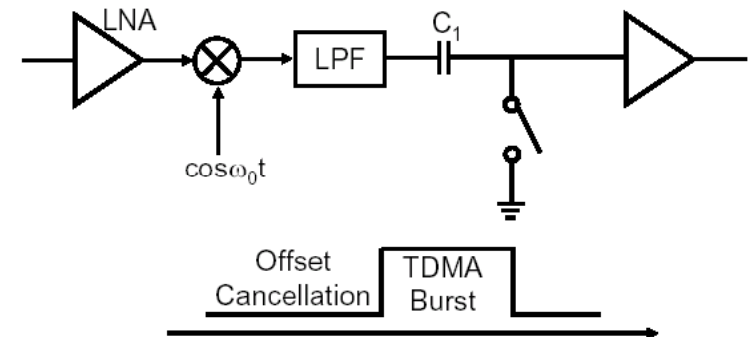 LNA
LPF
C₁
cosω₀t
Offset
Cancellation
TDMA
Burst